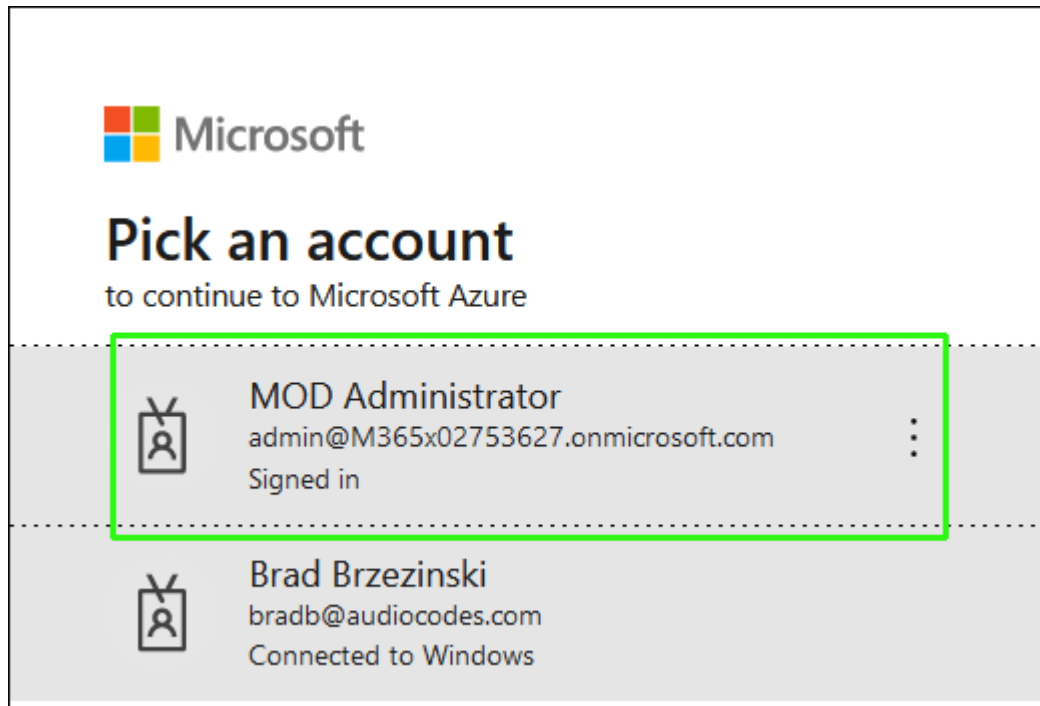 Microsoft
Pick an account
to continue to Microsoft Azure
MOD Administrator
admin@M365x02753627.onmicrosoft.com
Signed in
Brad Brzezinski
bradb@audiocodes.com
Connected to Windows